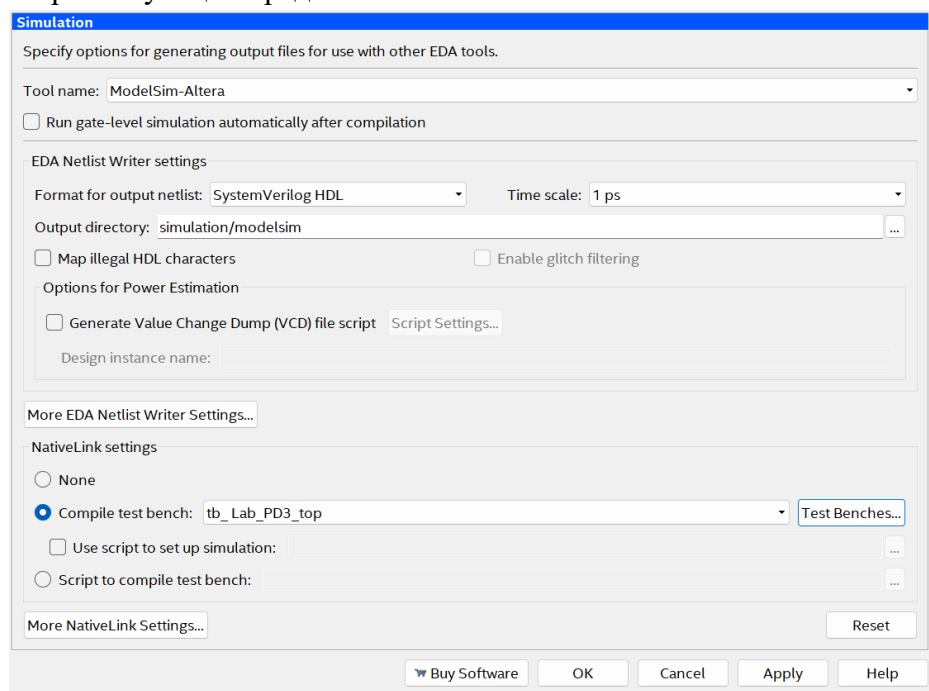 Simulation
Specify options for generating output files for use with other EDA tools.
Tool name: ModelSim-Altera
Run gate-level simulation automatically after compilation
EDA Netlist Writer settings
Format for output netlist: SystemVerilog HDL Time scale: 1 ps
Output directory: simulation/modelsim ...
Map illegal HDL characters Enable glitch filtering
Options for Power Estimation
Generate Value Change Dump (VCD) file script Script Settings...
Design instance name:
More EDA Netlist Writer Settings...
NativeLink settings
None
Compile test bench: tb_ Lab_PD3_top Test Benches...
Use script to set up simulation: ...
Script to compile test bench: ...
More NativeLink Settings... Reset
Buy Software OK Cancel Apply Help